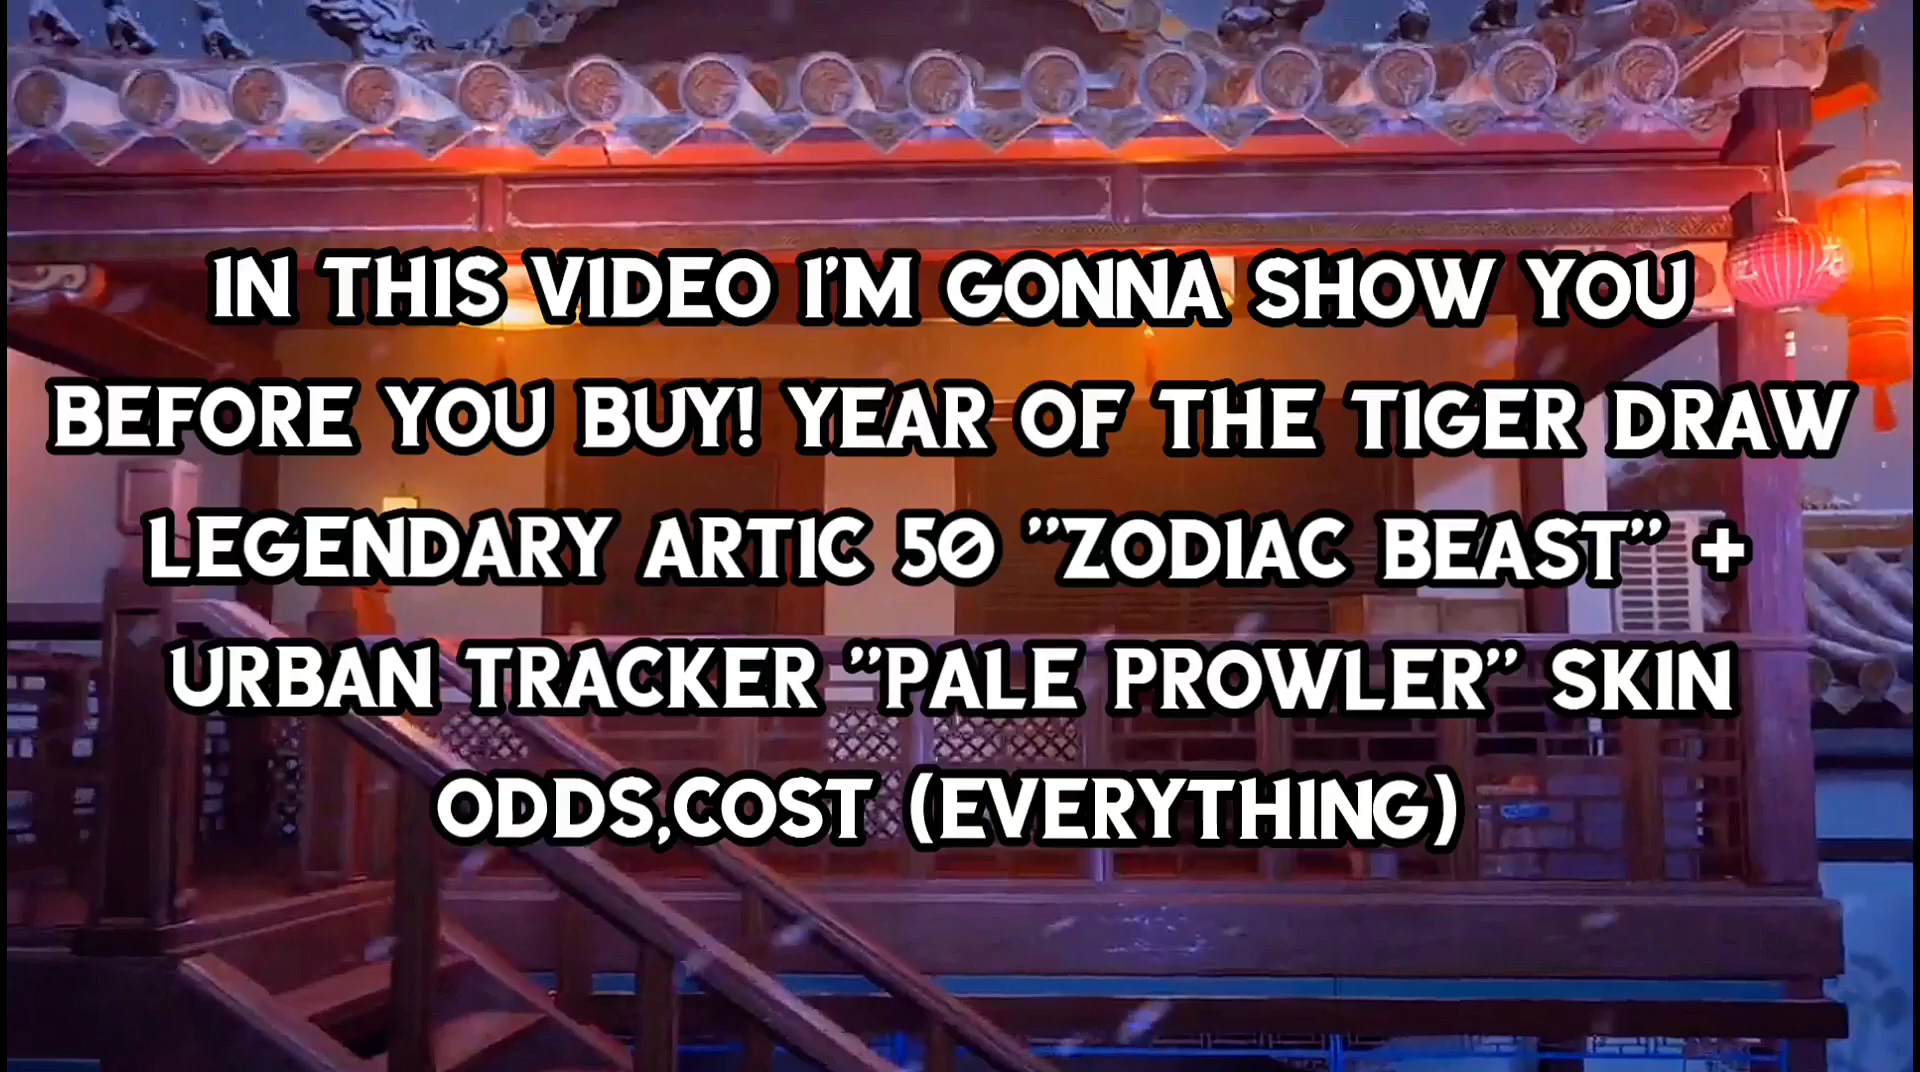 IN THIS VIDEO I'M GONNA SHOW YOU
BEFORE YOU BUY! YEAR OF THE TIGER DRAW
LEGENDARY ARTIC 50 "ZODIAC BEAST" +
URBAN TRACKER "PALE PROWLER" SKIN
ODDS,COST (EVERYTHING)